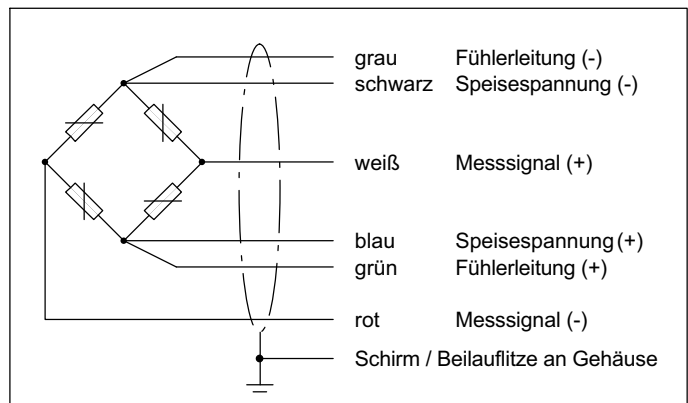 grau Fühlerleitung (-)
schwarz Speisespannung (-)
weiß Messsignal (+)
blau Speisespannung (+)
grün Fühlerleitung (+)
rot Messsignal (-)
Schirm / Beilauflitze an Gehäuse